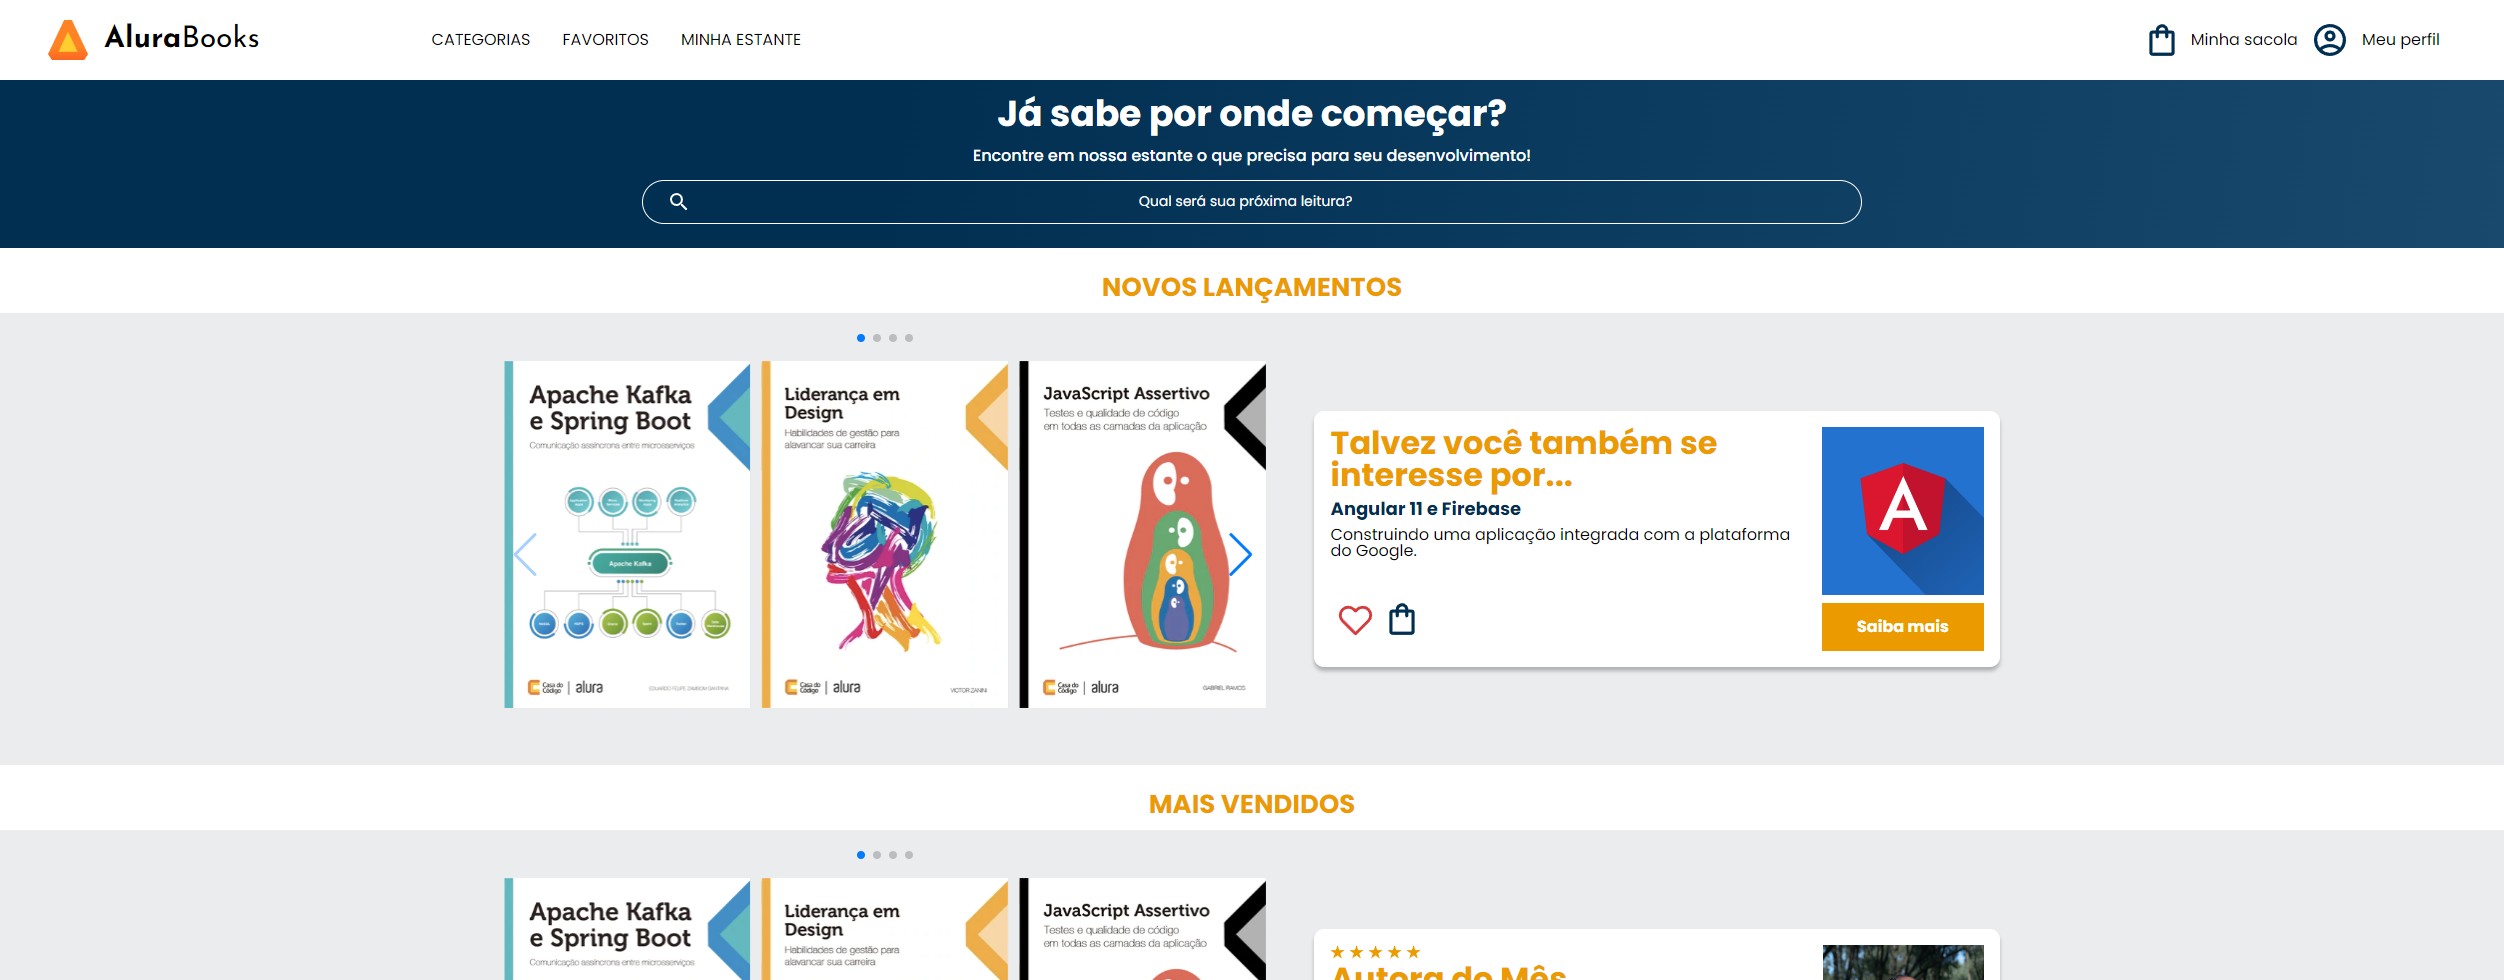 AluraBooks
CATEGORIAS
FAVORITOS
MINHA ESTANTE
Minha sacola
Meu perfil
Já sabe por onde começar?
Encontre em nossa estante o que precisa para seu desenvolvimento!
Qual será sua próxima leitura?
NOVOS LANÇAMENTOS
Apache Kafka
e Spring Boot
Comunicação assíncrona entre microsserviços
Apache Kafka
Casa do
Código
alura
EDUARDO FELIPE ZAMBOM SANTANA
Liderança em
Design
Habilidades de gestão para
alavancar sua carreira
Casa do
Código
alura
VICTOR ZANINI
JavaScript Assertivo
Testes e qualidade de código
em todas as camadas da aplicação
Casa do
Código
alura
GABRIEL RAMOS
Talvez você também se
interesse por...
Angular 11 e Firebase
Construindo uma aplicação integrada com a plataforma
do Google.
A
Saiba mais
MAIS VENDIDOS
Apache Kafka
e Spring Boot
Comunicação assíncrona entre microsserviços
Liderança em
Design
Habilidades de gestão para
alavancar sua carreira
JavaScript Assertivo
Testes e qualidade de código
em todas as camadas da aplicação
Autora do Mês